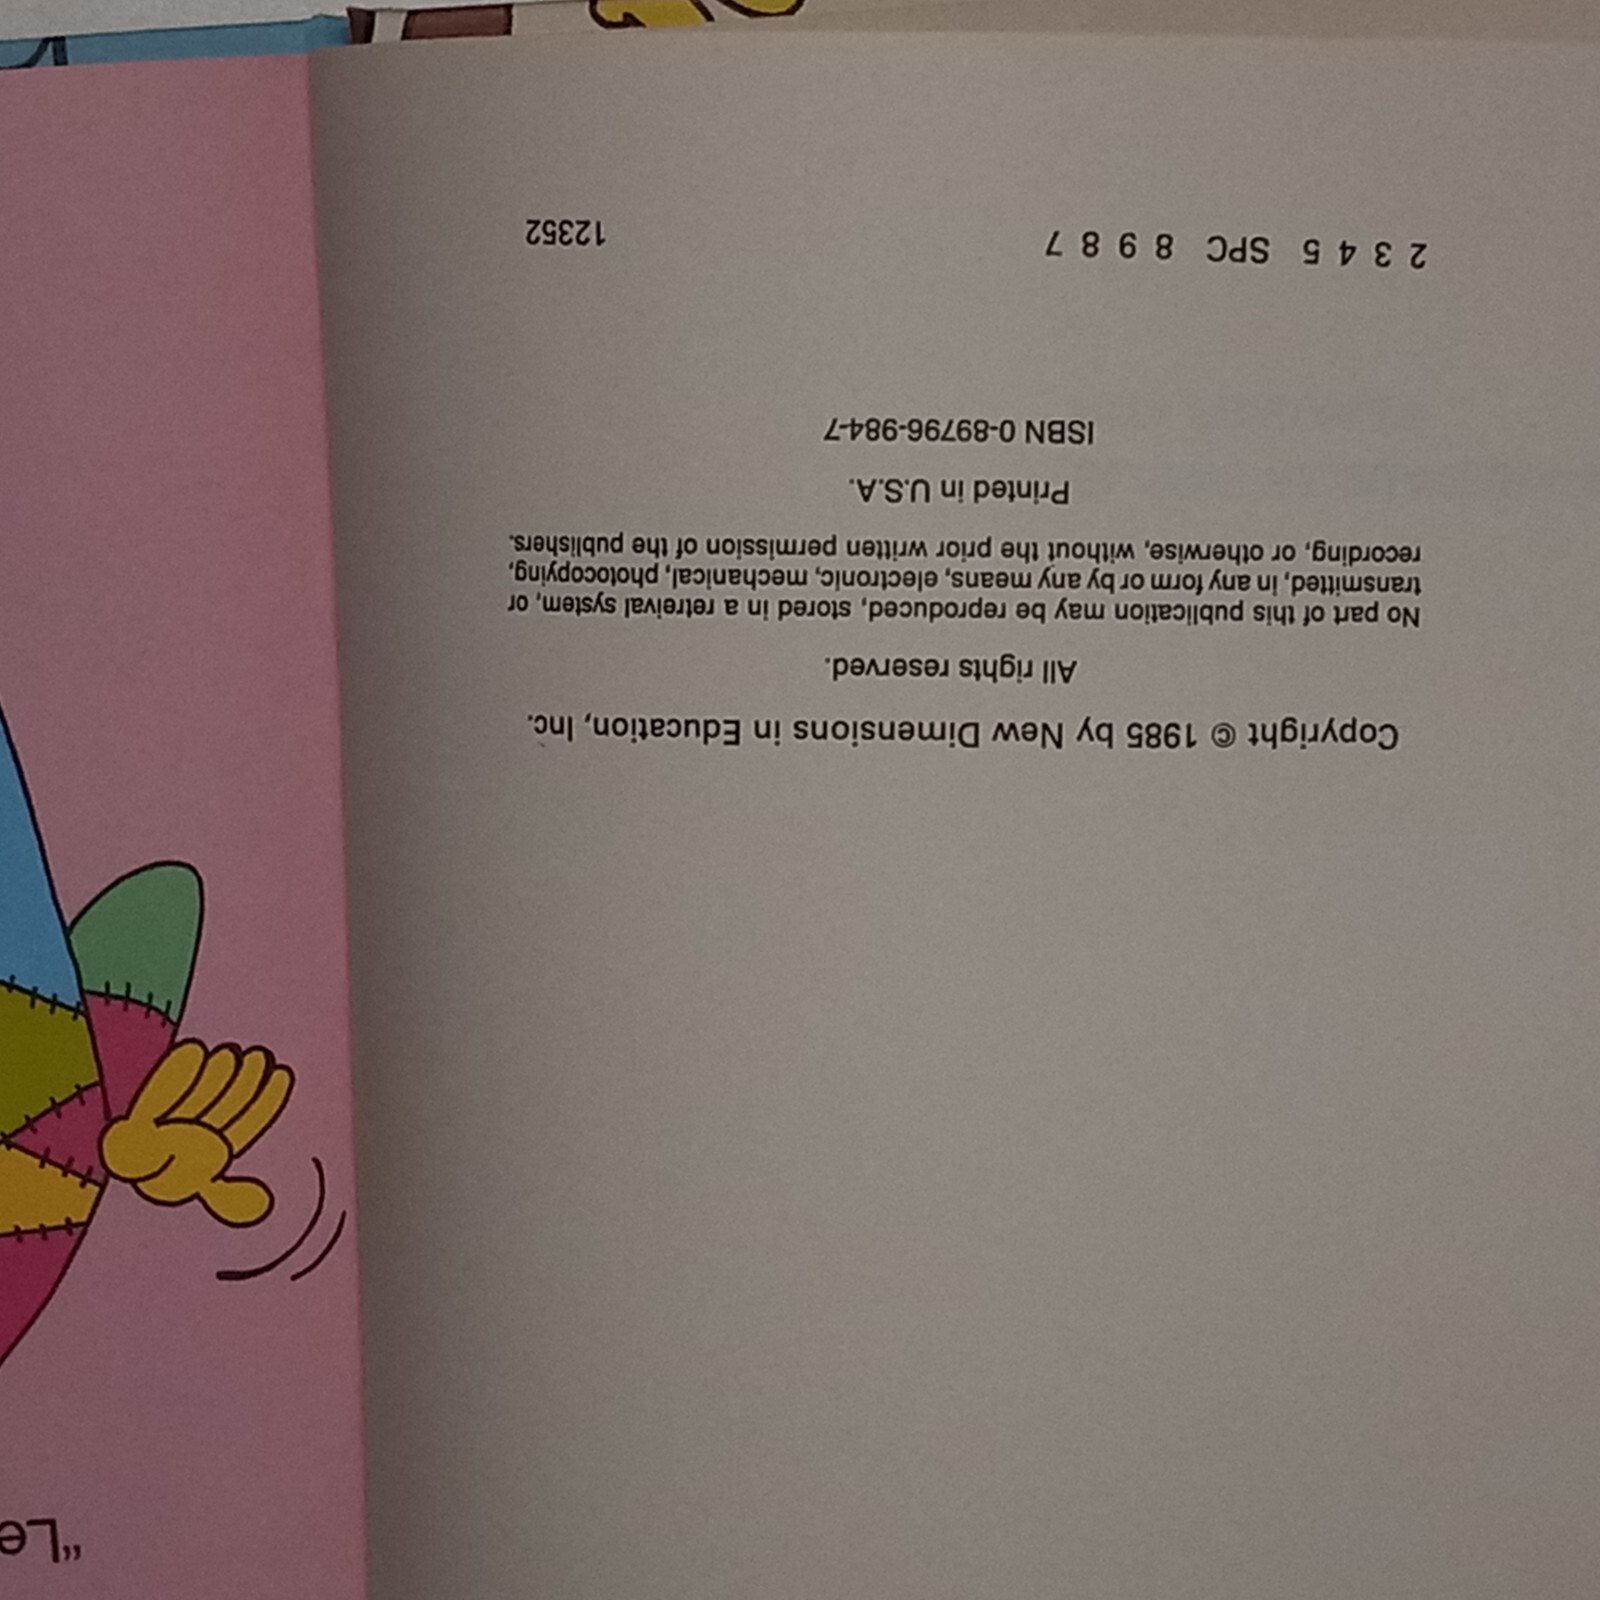 Copyright © 1985 by New Dimensions in Education, Inc.
All rights reserved.
No part of this publication may be reproduced, stored in a retreival system, or
transmitted, in any form or by any means, electronic, mechanical, photocopying,
recording, or otherwise, without the prior written permission of the publishers.
Printed in U.S.A.
ISBN 0-89796-984-7
2 3 4 5 SPC 8 9 8 7
12352
“Le